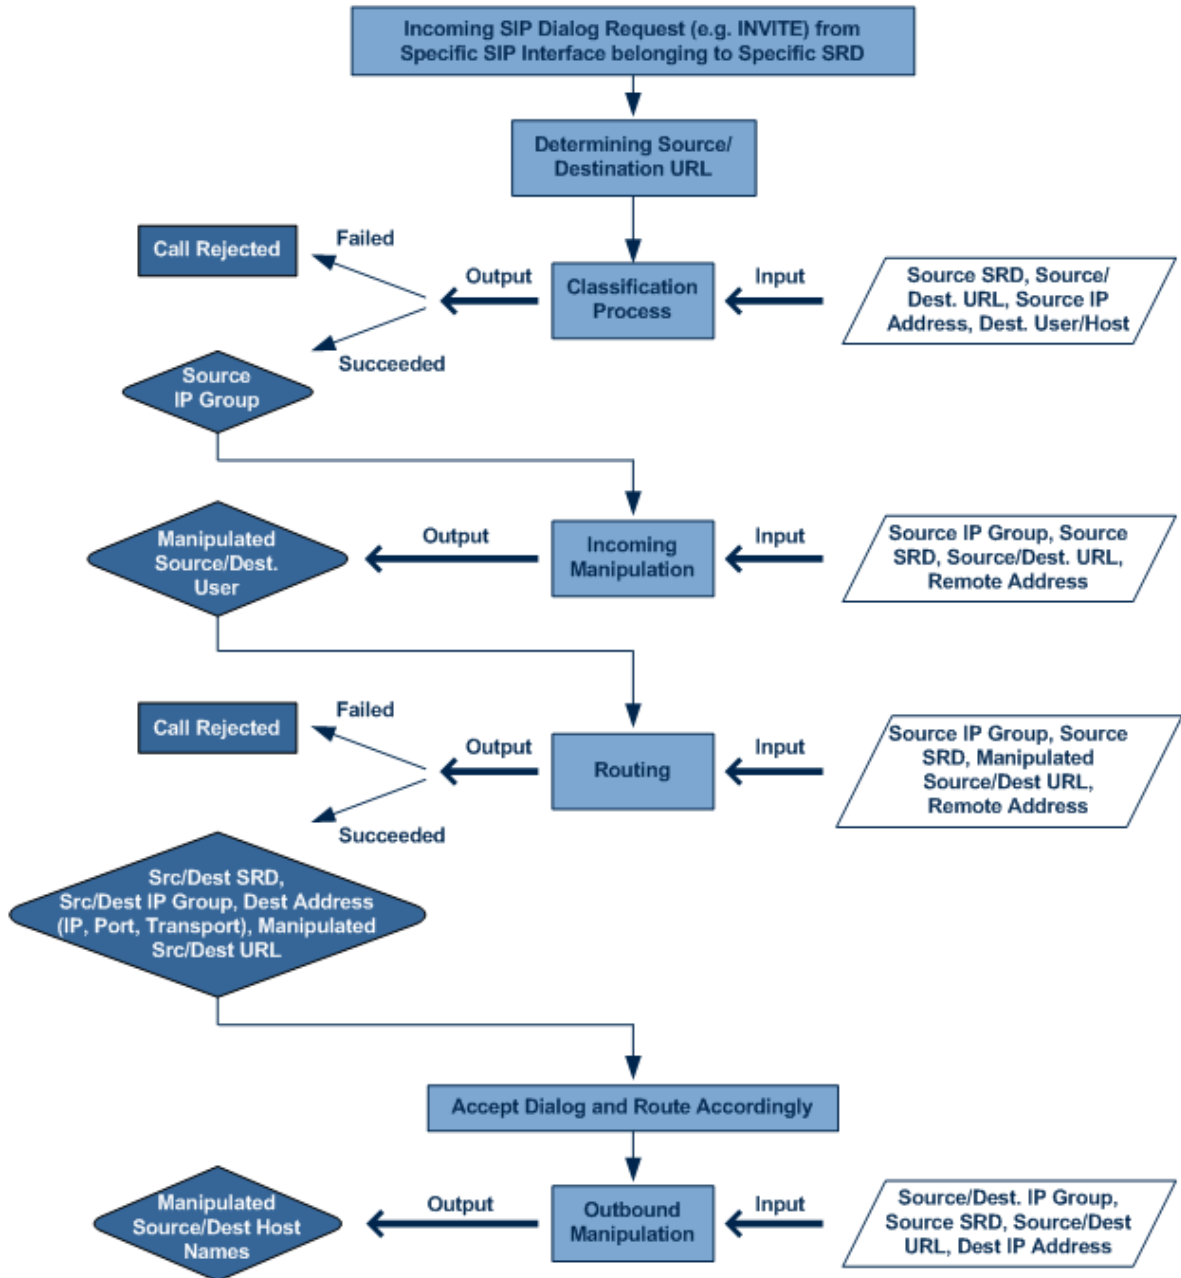 Incoming SIP Dialog Request (e.g. INVITE) from
Specific SIP Interface belonging to Specific SRD
Determining Source/
Destination URL
Call Rejected
Failed
Output
Classification
Process
Input
Source SRD, Source/
Dest. URL, Source IP
Address, Dest. User/Host
Succeeded
Source
IP Group
Manipulated
Source/Dest.
User
Output
Incoming
Manipulation
Input
Source IP Group, Source
SRD, Source/Dest. URL,
Remote Address
Call Rejected
Failed
Output
Routing
Input
Source IP Group, Source
SRD, Manipulated
Source/Dest URL,
Remote Address
Succeeded
Src/Dest SRD,
Src/Dest IP Group, Dest Address
(IP, Port, Transport), Manipulated
Src/Dest URL
Accept Dialog and Route Accordingly
Manipulated
Source/Dest Host
Names
Output
Outbound
Manipulation
Input
Source/Dest. IP Group,
Source SRD, Source/Dest
URL, Dest IP Address